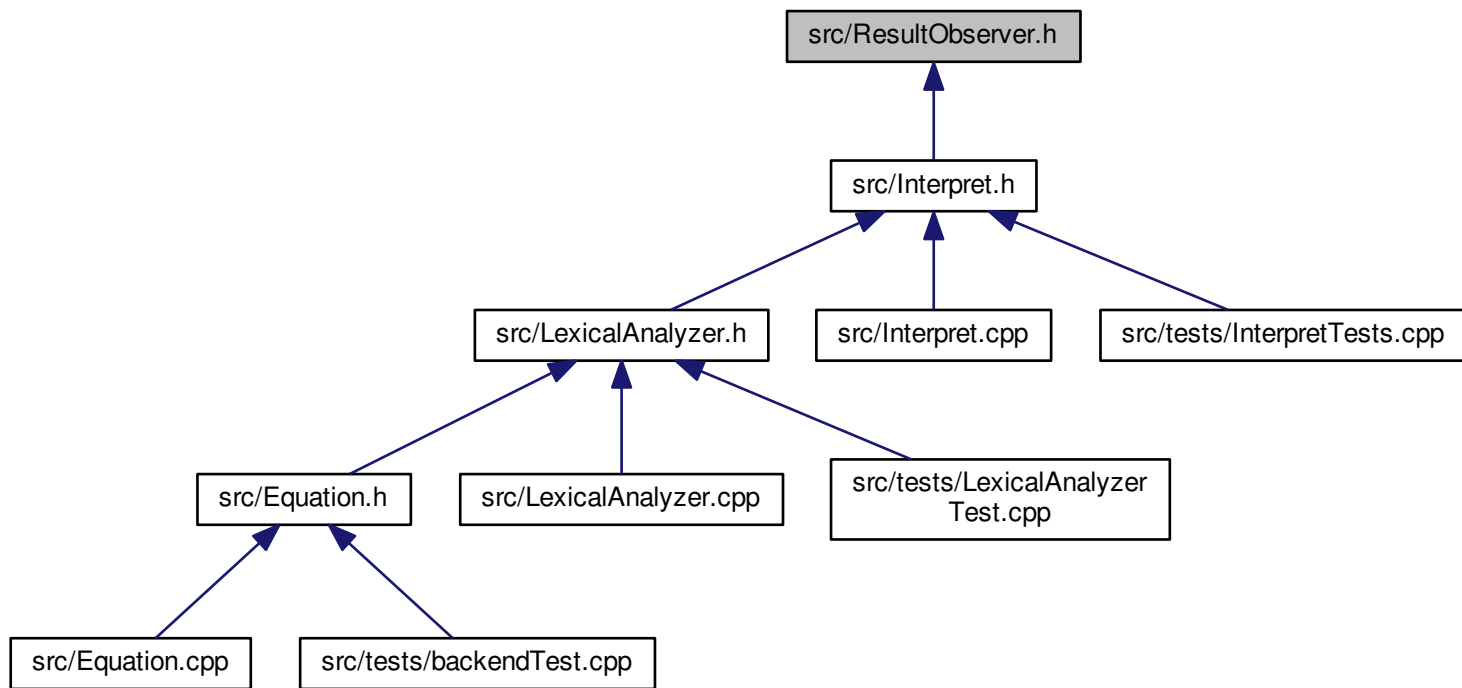 src/ResultObserver.h
src/Interpret.h
src/LexicalAnalyzer.h
src/Interpret.cpp
src/tests/InterpretTests.cpp
src/Equation.h
src/LexicalAnalyzer.cpp
src/tests/LexicalAnalyzer
Test.cpp
src/Equation.cpp
src/tests/backendTest.cpp